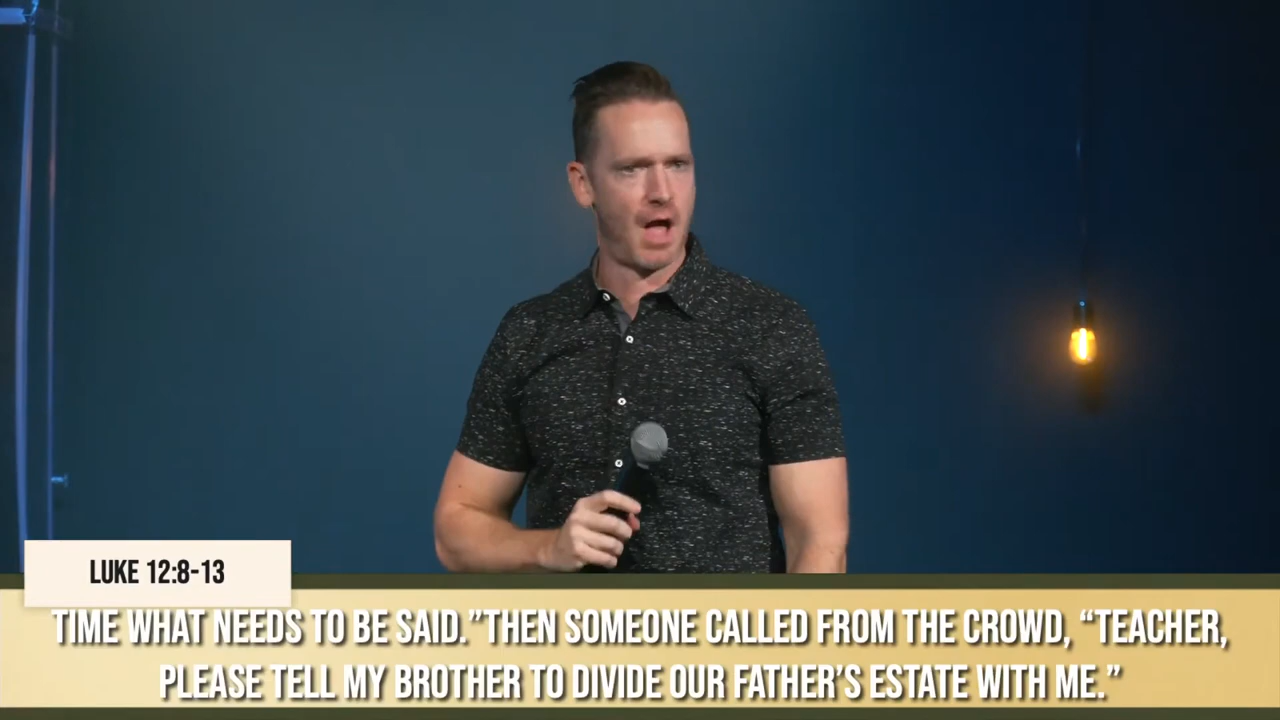 LUKE 12:8-13
TIME WHAT NEEDS TO BE SAID.”THEN SOMEONE CALLED FROM THE CROWD, “TEACHER,
PLEASE TELL MY BROTHER TO DIVIDE OUR FATHER’S ESTATE WITH ME.”